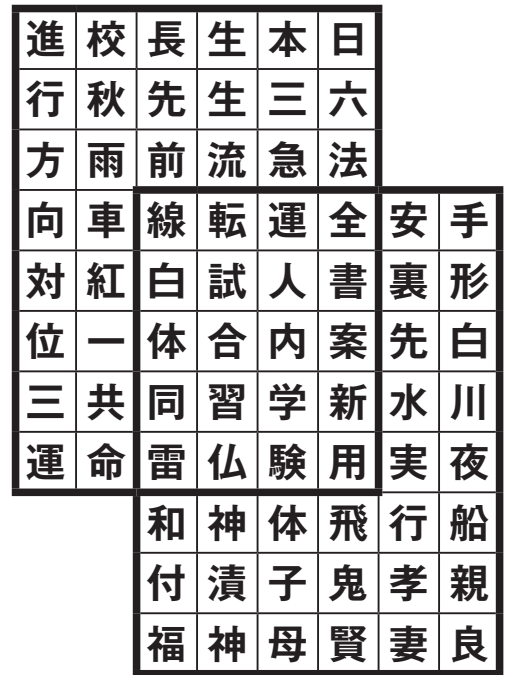 進校長生本日
行秋先生三六
方雨前流急法
向車線転運全安手
対紅白試人書裏形
位一体合内案先白
三共同習学新水川
運命雷仏験用実夜
和神体飛行船
付漬子鬼孝親
福神母賢妻良